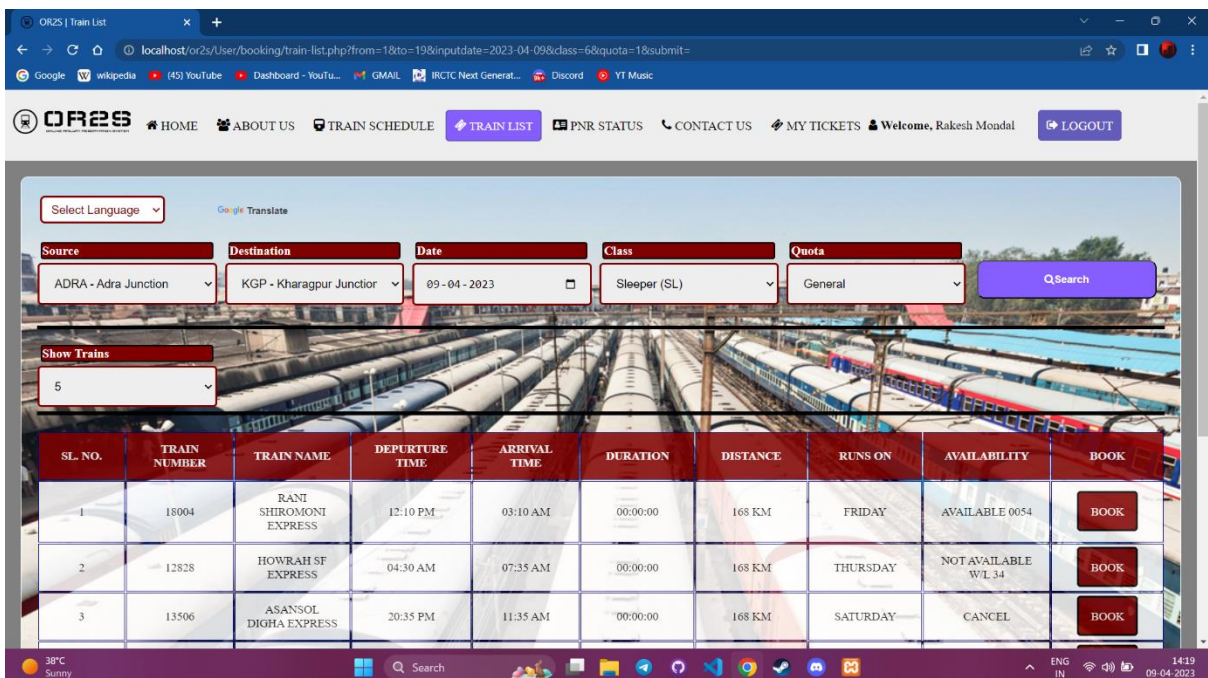 OR2S | Train List
localhost/or2s/User/booking/train-list.php?from=1&to=19&inputdate=2023-04-09&class=6&quota=1&submit=
Google wikipedia (45) YouTube Dashboard - YouTu... GMAIL IRCTC Next Generat... Discord YT Music
OR2S HOME ABOUT US TRAIN SCHEDULE TRAIN LIST PNR STATUS CONTACT US MY TICKETS Welcome, Rakesh Mondal LOGOUT
Select Language Google Translate
Source Destination Date Class Quota
ADRA - Adra Junction KGP - Kharagpur Junction 09-04-2023 Sleeper (SL) General Search
Show Trains
5
SL. NO. TRAIN NUMBER TRAIN NAME DEPURTURE TIME ARRIVAL TIME DURATION DISTANCE RUNS ON AVAILABILITY BOOK
1 18004 RANI SHIROMONI EXPRESS 12:10 PM 03:10 AM 00:00:00 168 KM FRIDAY AVAILABLE 0054 BOOK
2 12828 HOWRAH SF EXPRESS 04:30 AM 07:35 AM 00:00:00 168 KM THURSDAY NOT AVAILABLE W/L 34 BOOK
3 13506 ASANSOL DIGHA EXPRESS 20:35 PM 11:35 AM 00:00:00 168 KM SATURDAY CANCEL BOOK
38°C Search ENG 14:19
Sunny IN 09-04-2023